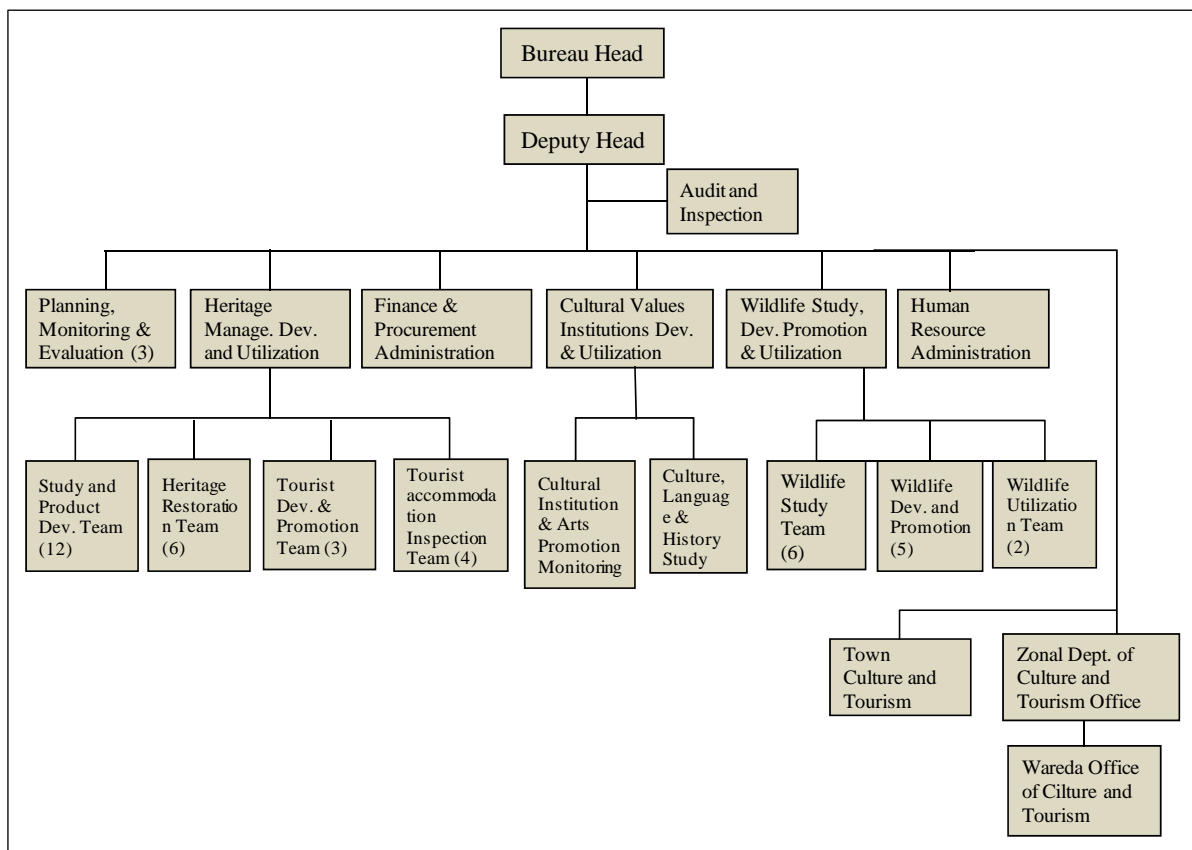 Bureau Head
Deputy Head
Audit and
Inspection
Planning,
Monitoring &
Evaluation (3)
Heritage
Manage. Dev.
and Utilization
Finance &
Procurement
Administration
Cultural Values
Institutions Dev.
& Utilization
Wildlife Study,
Dev. Promotion
& Utilization
Human
Resource
Administration
Study and
Product
Dev. Team
(12)
Heritage
Restoratio
n Team
(6)
Tourist
Dev. &
Promotion
Team (3)
Tourist
accommoda
tion
Inspection
Team (4)
Cultural
Institution
& Arts
Promotion
Monitoring
Culture,
Languag
e &
History
Study
Wildlife
Study
Team
(6)
Wildlife
Dev. and
Promotion
(5)
Wildlife
Utilizatio
n Team
(2)
Town
Culture and
Tourism
Zonal Dept. of
Culture and
Tourism Office
Wareda Office
of Cilture and
Tourism